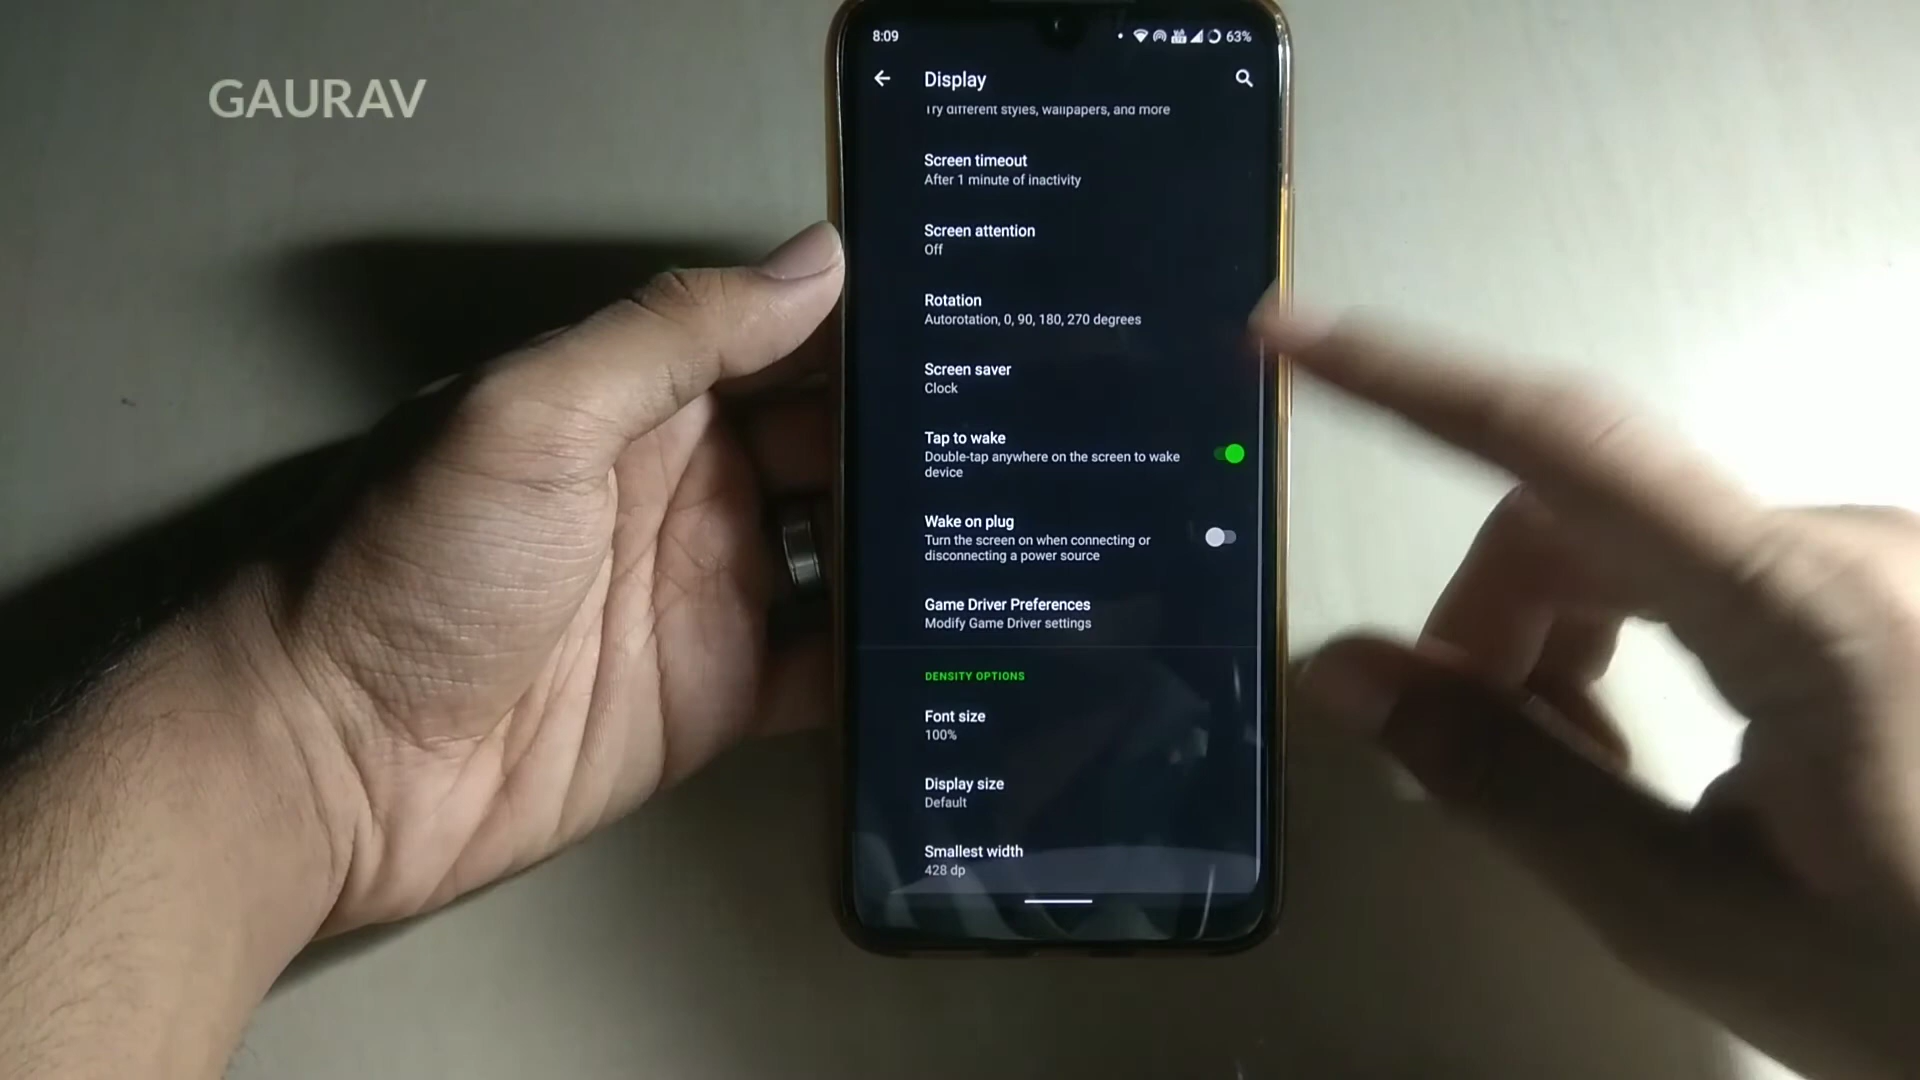 GAURAV
8:09
63%
Display
Try different styles, wallpapers, and more
Screen timeout
After 1 minute of inactivity
Screen attention
Off
Rotation
Autorotation, 0, 90, 180, 270 degrees
Screen saver
Clock
Tap to wake
Double-tap anywhere on the screen to wake
device
Wake on plug
Turn the screen on when connecting or
disconnecting a power source
Game Driver Preferences
Modify Game Driver settings
DENSITY OPTIONS
Font size
100%
Display size
Default
Smallest width
428 dp